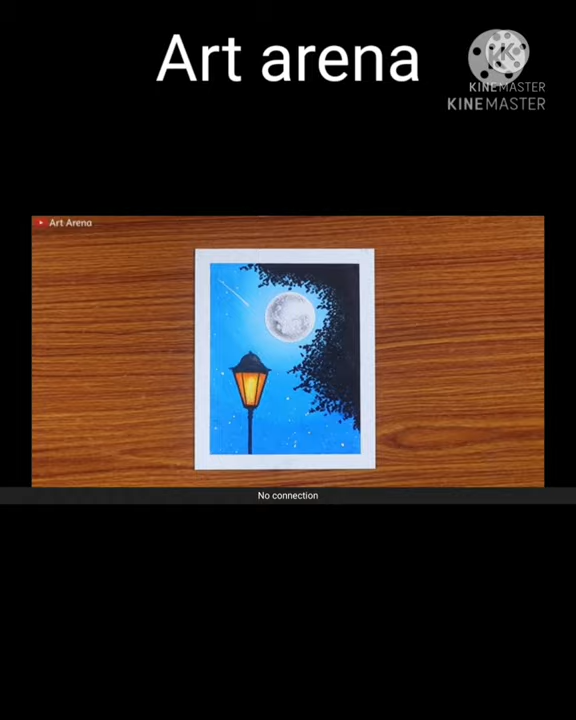 Art arena
KINEMASTER
KINEMASTER
Art Arena
No connection